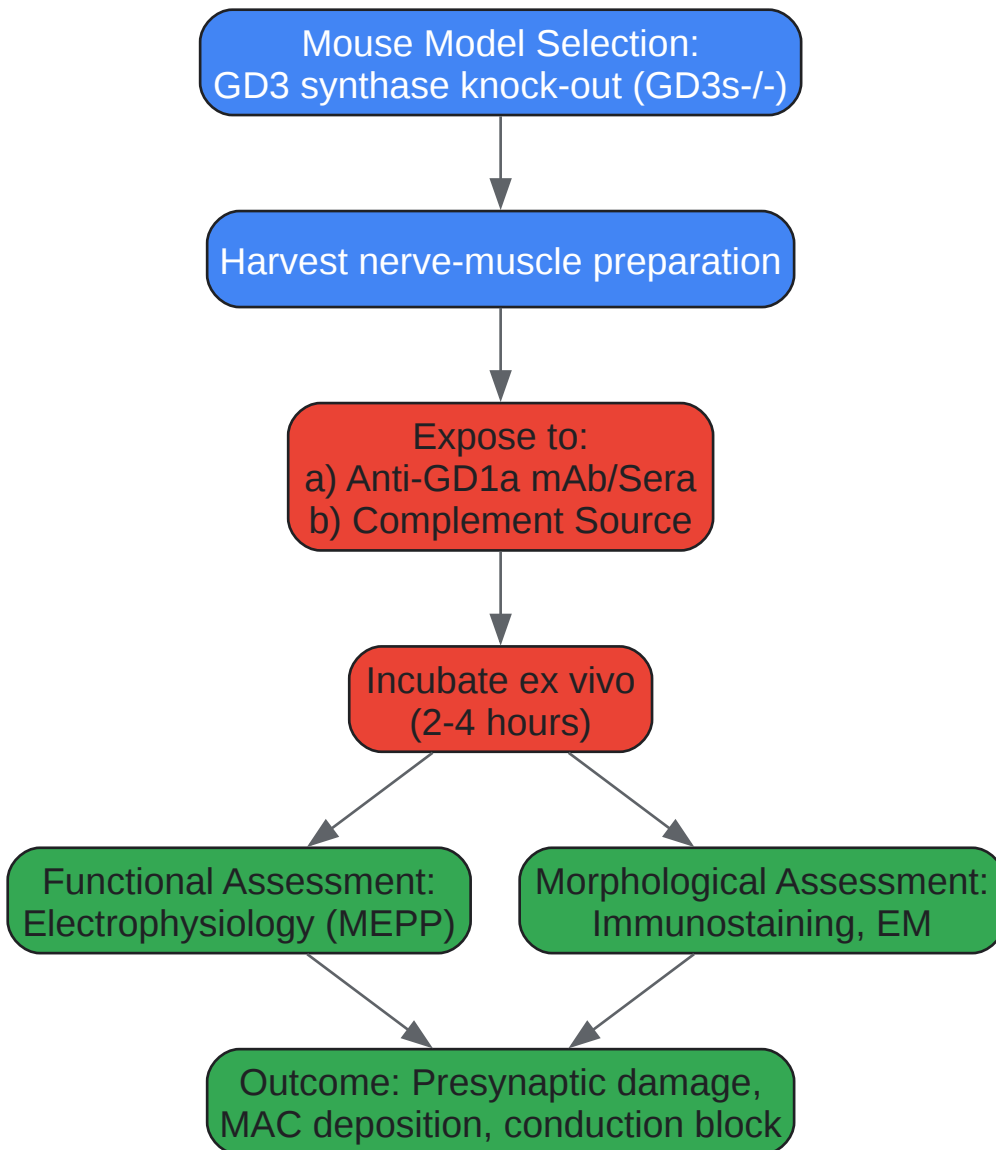 Mouse Model Selection:
GD3 synthase knock-out (GD3s-/-)
Harvest nerve-muscle preparation
Expose to:
a) Anti-GD1a mAb/Sera
b) Complement Source
Incubate ex vivo
(2-4 hours)
Functional Assessment:
Electrophysiology (MEPP)
Morphological Assessment:
Immunostaining, EM
Outcome: Presynaptic damage,
MAC deposition, conduction block